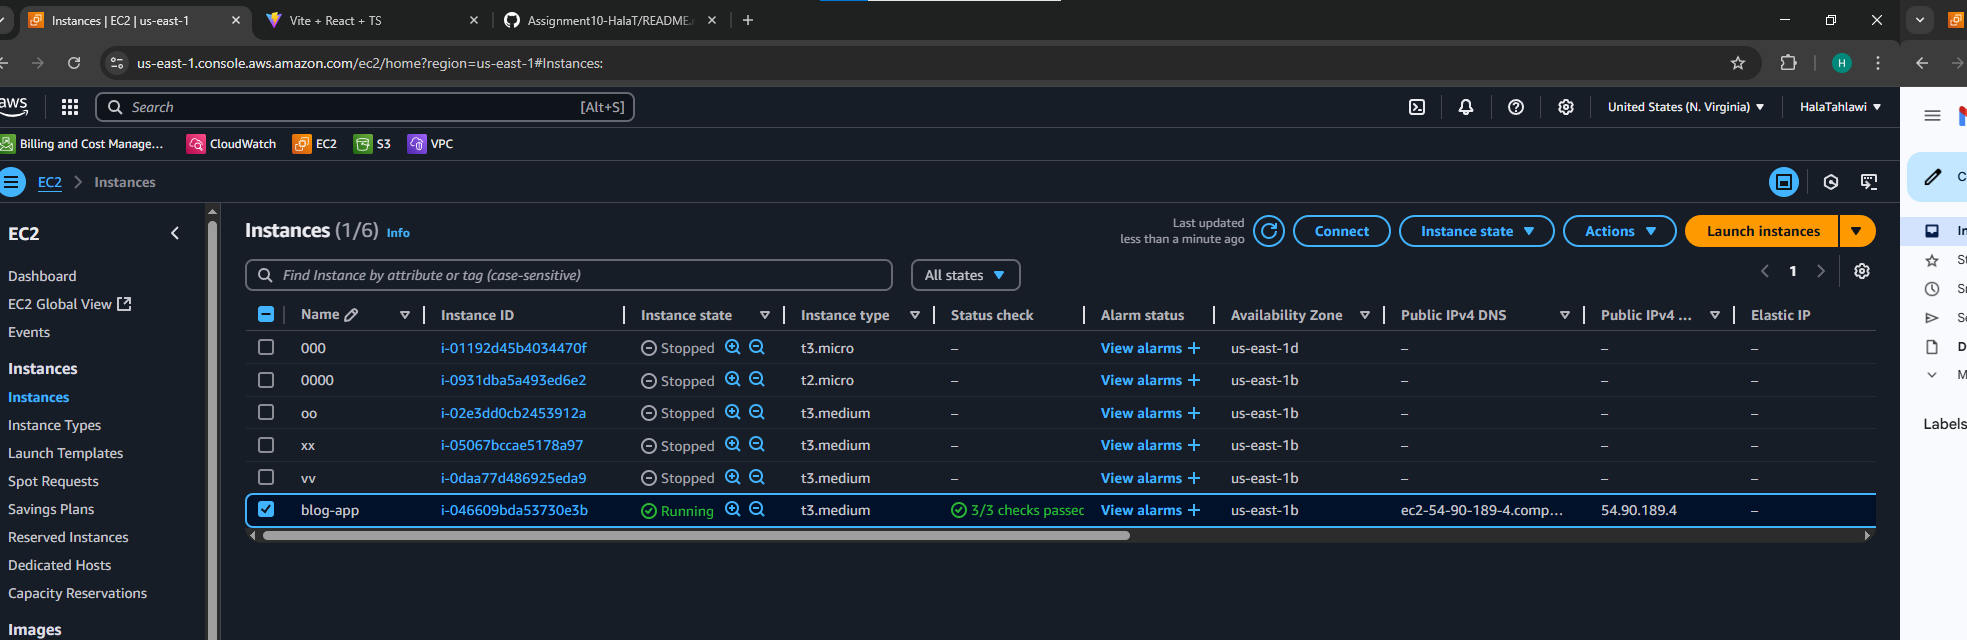 Instances | EC2 | us-east-1
Vite + React + TS
Assignment10-HalaT/README.
us-east-1.console.aws.amazon.com/ec2/home?region=us-east-1#Instances:
H
aws
Search
[Alt+S]
United States (N. Virginia)
HalaTahlawi
Billing and Cost Manage...
CloudWatch
EC2
S3
VPC
EC2
Instances
EC2
Dashboard
EC2 Global View
Events
Instances
Instances
Instance Types
Launch Templates
Spot Requests
Savings Plans
Reserved Instances
Dedicated Hosts
Capacity Reservations
Images
Instances (1/6) Info
Last updated
less than a minute ago
Connect
Instance state
Actions
Launch instances
Find Instance by attribute or tag (case-sensitive)
All states
1
Name Instance ID Instance state Instance type Status check Alarm status Availability Zone Public IPv4 DNS Public IPv4 ... Elastic IP
000 i-01192d45b4034470f Stopped t3.micro – View alarms + us-east-1d – – –
0000 i-0931dba5a493ed6e2 Stopped t2.micro – View alarms + us-east-1b – – –
oo i-02e3dd0cb2453912a Stopped t3.medium – View alarms + us-east-1b – – –
xx i-05067bccae5178a97 Stopped t3.medium – View alarms + us-east-1b – – –
vv i-0daa77d486925eda9 Stopped t3.medium – View alarms + us-east-1b – – –
blog-app i-046609bda53730e3b Running t3.medium 3/3 checks passed View alarms + us-east-1b ec2-54-90-189-4.comp... 54.90.189.4 –
Labels